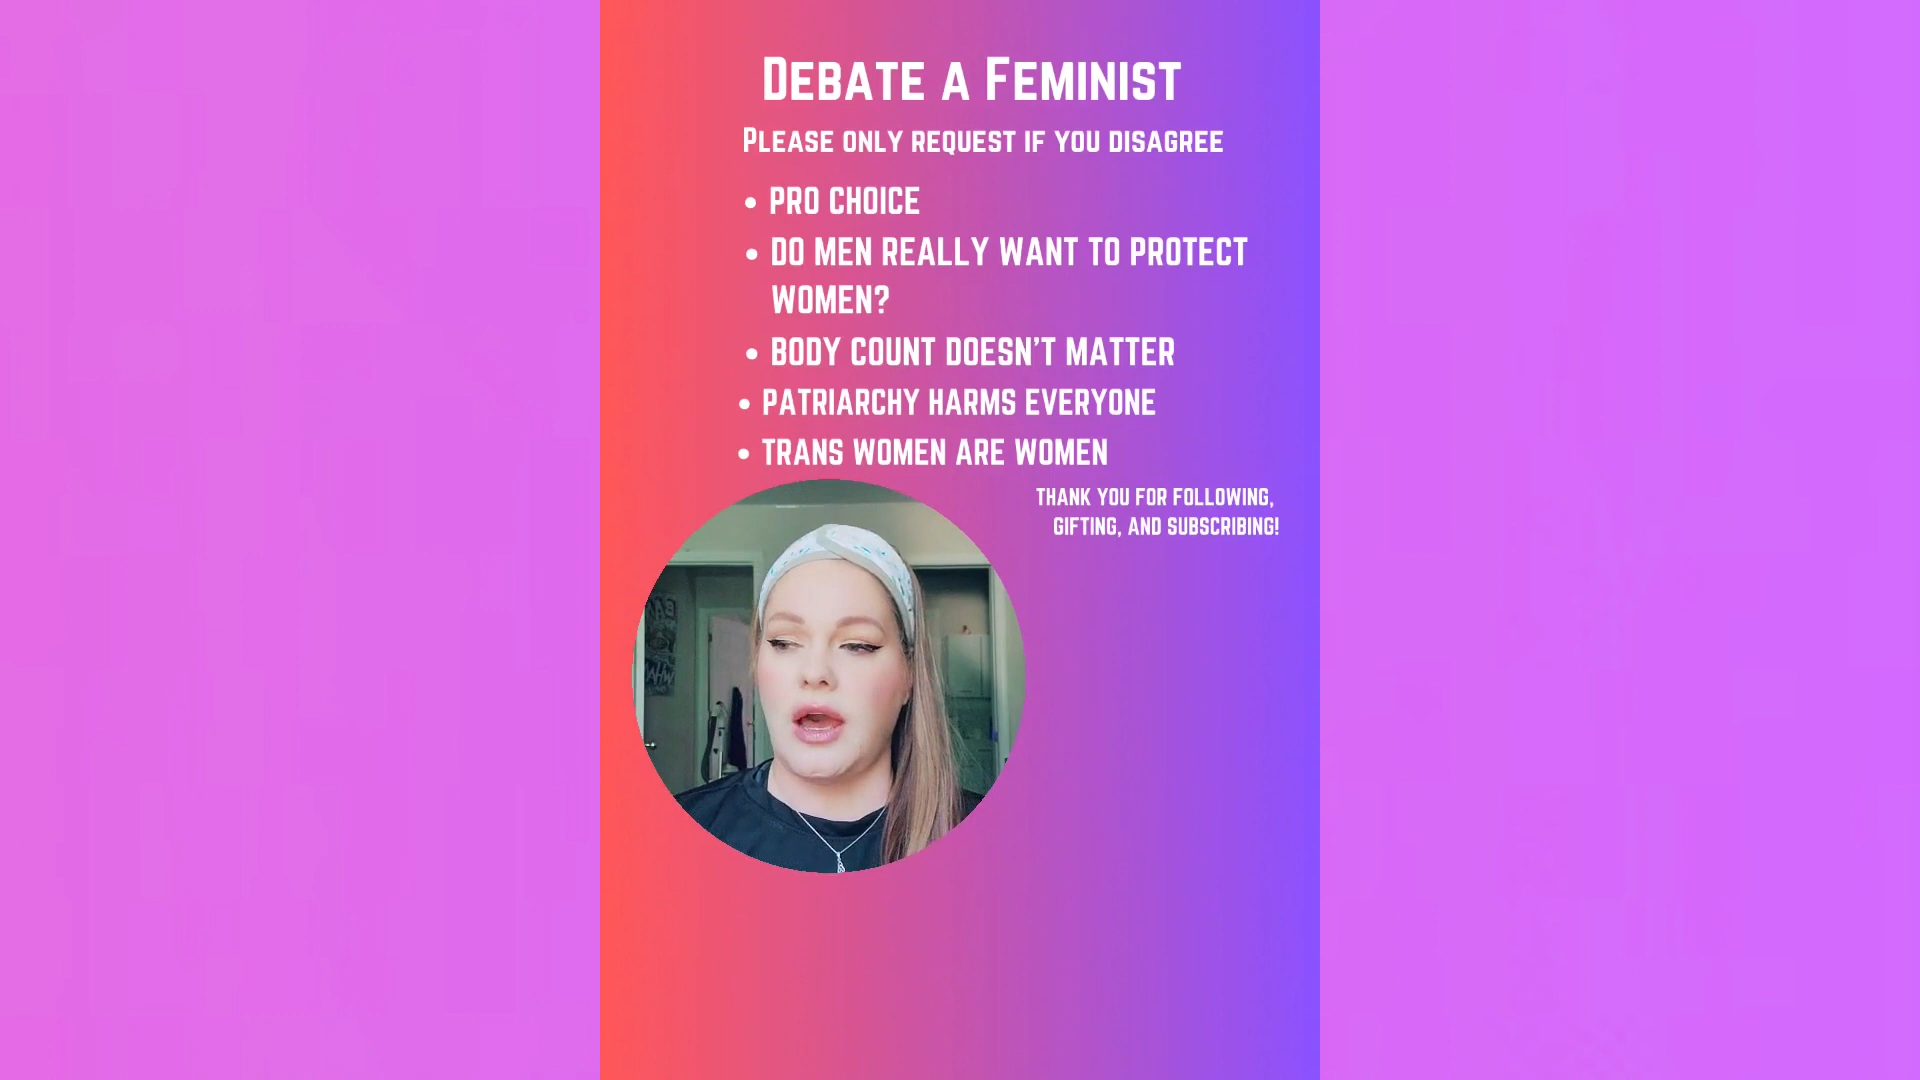 Debate a Feminist
Please only request if you disagree
• PRO CHOICE
• DO MEN REALLY WANT TO PROTECT
WOMEN?
• BODY COUNT DOESN'T MATTER
• PATRIARCHY HARMS EVERYONE
• TRANS WOMEN ARE WOMEN
THANK YOU FOR FOLLOWING,
GIFTING, AND SUBSCRIBING!